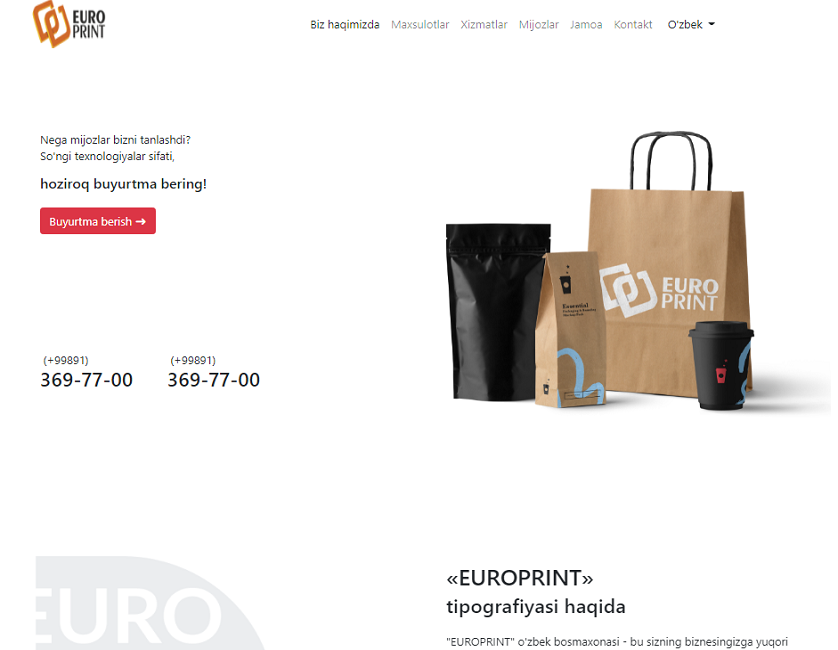 EURO
PRINT
Biz haqimizda Maxsulotlar Xizmatlar Mijozlar Jamoa Kontakt O'zbek
Nega mijozlar bizni tanlashdi?
So'ngi texnologiyalar sifati,
hoziroq buyurtma bering!
Buyurtma berish →
(+99891) (+99891)
369-77-00 369-77-00
EURO
PRINT
Essential
EURO
«EUROPRINT»
tipografiyasi haqida
"EUROPRINT" o'zbek bosmaxonasi - bu sizning biznesingizga yuqori